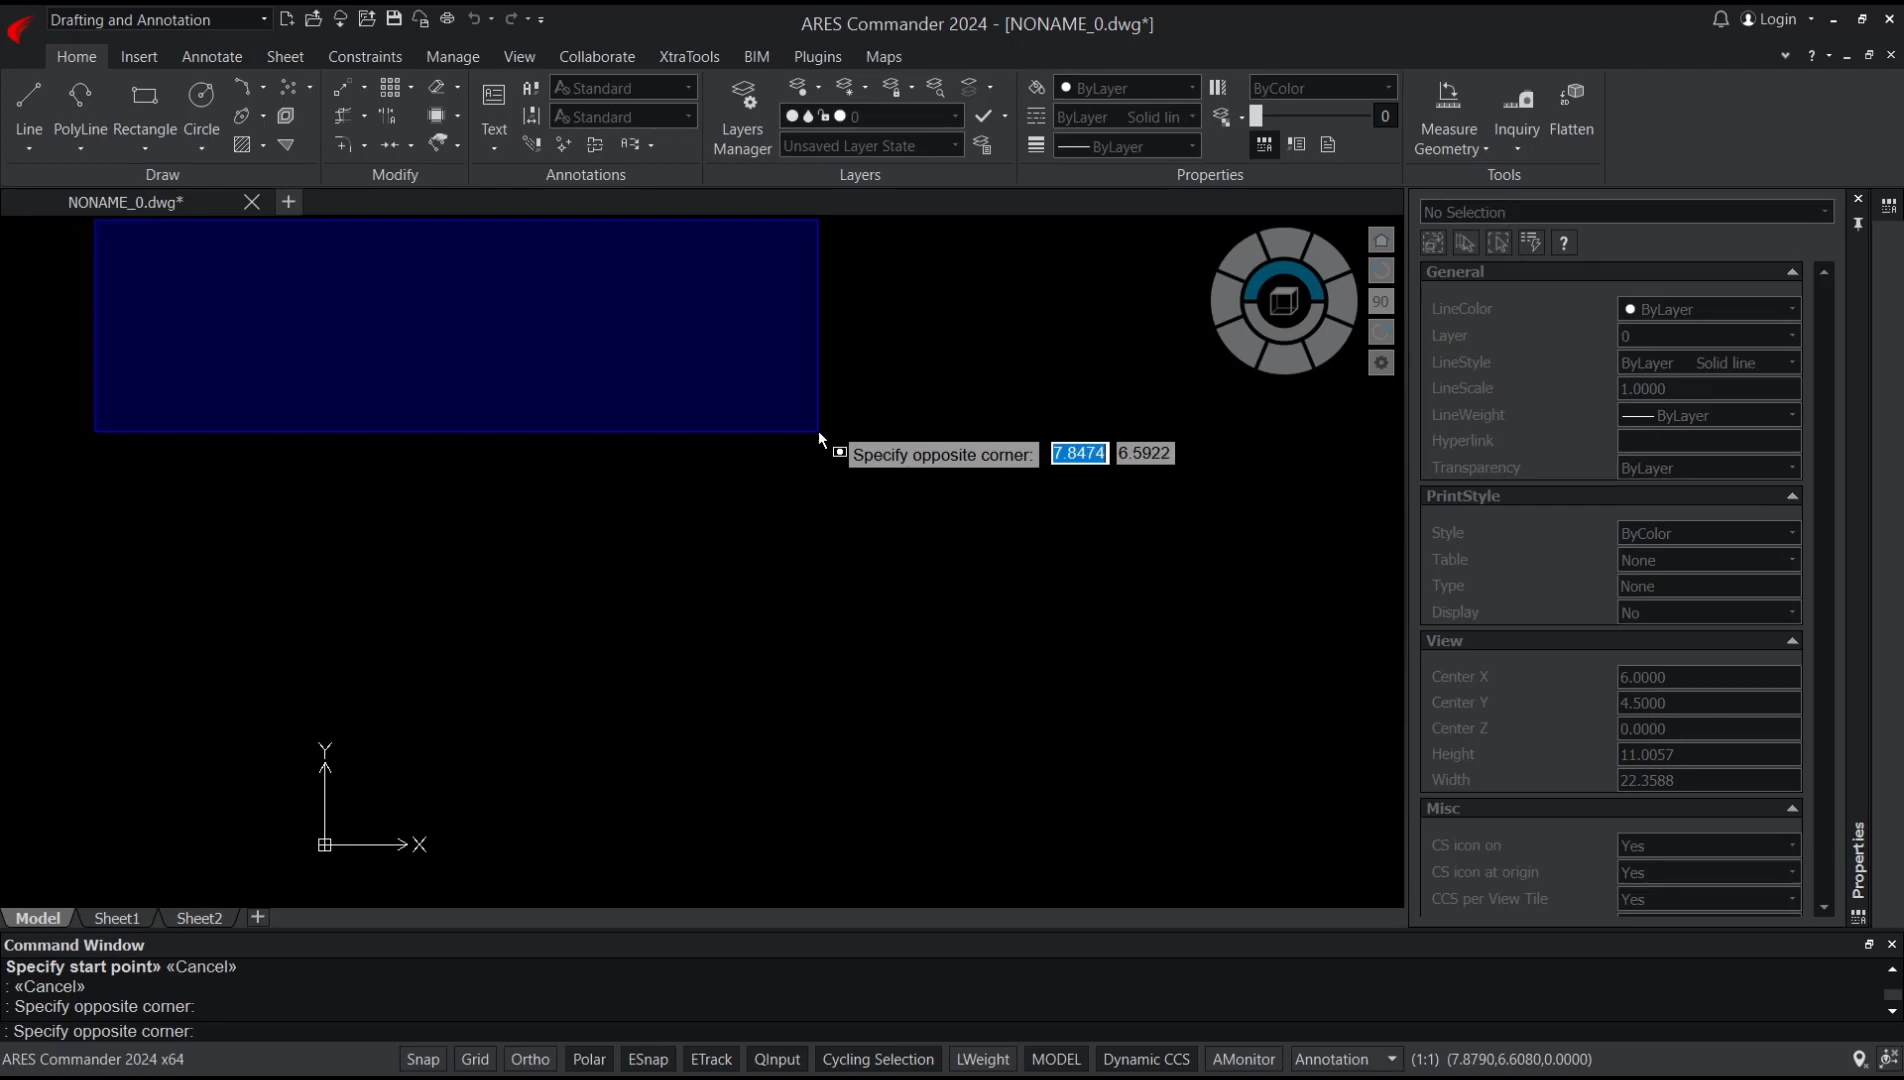 Drafting and Annotation
ARES Commander 2024 - [NONAME_0.dwg*]
Login
Home Insert Annotate Sheet Constraints Manage View Collaborate XtraTools BIM Plugins Maps
Line PolyLine Rectangle Circle
Draw
Modify
Text
Standard
Standard
Annotations
Layers
Manager
0
Unsaved Layer State
Layers
ByLayer
ByLayer Solid lin
ByLayer
ByColor
0
Properties
Measure
Geometry
Inquiry
Flatten
Tools
NONAME_0.dwg*
90
Specify opposite corner: 7.8474 6.5922
Y
X
No Selection
?
General
LineColor ByLayer
Layer 0
LineStyle ByLayer Solid line
LineScale 1.0000
LineWeight ByLayer
Hyperlink
Transparency ByLayer
PrintStyle
Style ByColor
Table None
Type None
Display No
View
Center X 6.0000
Center Y 4.5000
Center Z 0.0000
Height 11.0057
Width 22.3588
Misc
CS icon on Yes
CS icon at origin Yes
CCS per View Tile Yes
Properties
Model Sheet1 Sheet2 +
Command Window
Specify start point» «Cancel»
: «Cancel»
: Specify opposite corner:
: Specify opposite corner:
ARES Commander 2024 x64 Snap Grid Ortho Polar ESnap ETrack QInput Cycling Selection LWeight MODEL Dynamic CCS AMonitor Annotation (1:1) (7.8790,6.6080,0.0000)